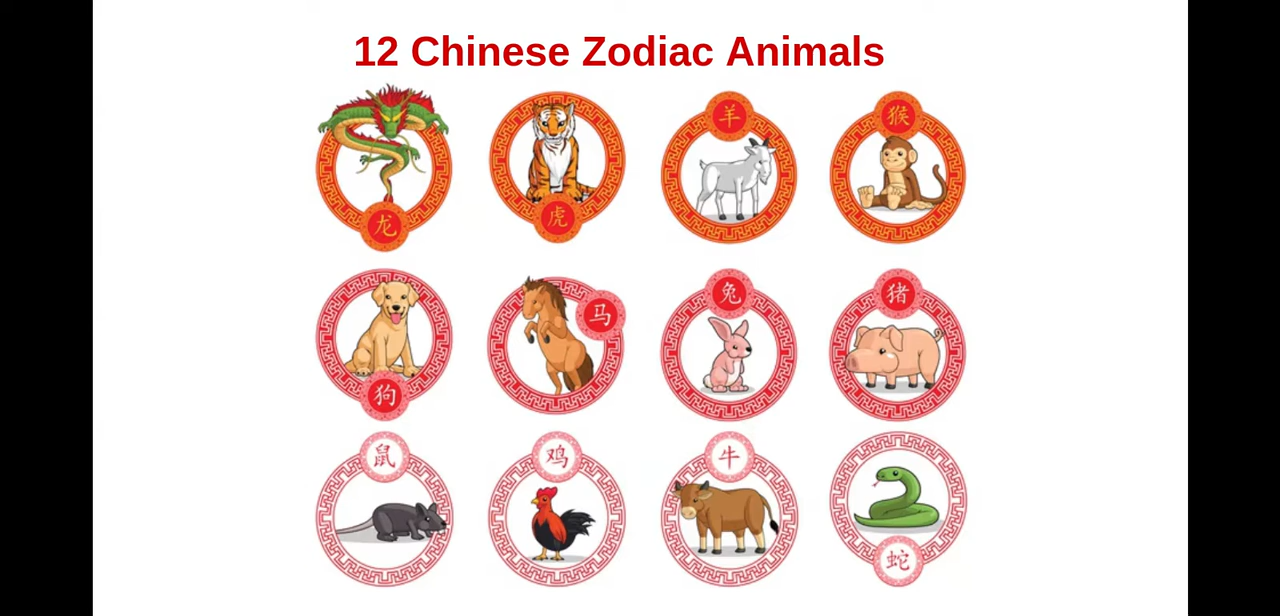 12 Chinese Zodiac Animals
龙
虎
羊
猴
狗
马
兔
猪
鼠
鸡
牛
蛇